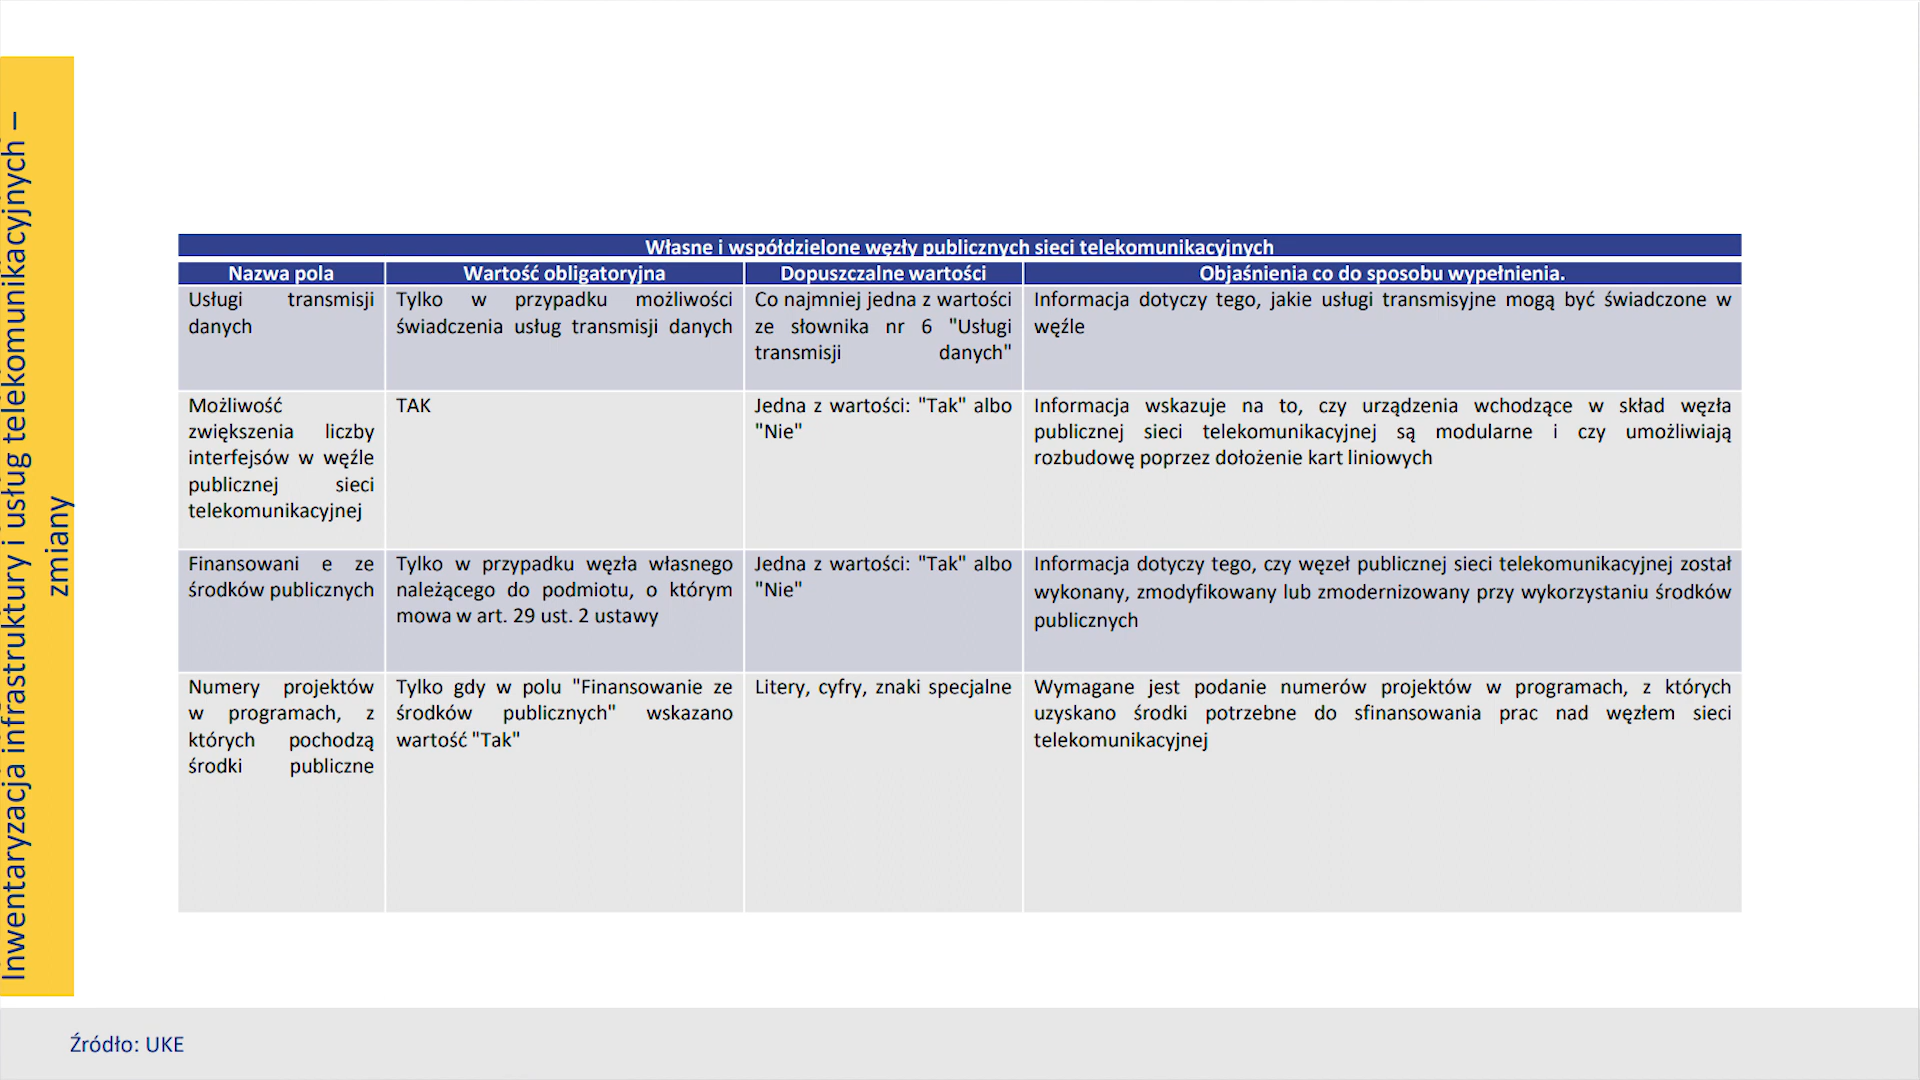 Inwentaryzacja infrastruktury i usług telekomunikacyjnych –
zmiany
Własne i współdzielone węzły publicznych sieci telekomunikacyjnych
Nazwa pola
Wartość obligatoryjna
Dopuszczalne wartości
Objaśnienia co do sposobu wypełnienia.
Usługi transmisji
danych
Tylko w przypadku możliwości
świadczenia usług transmisji danych
Co najmniej jedna z wartości
ze słownika nr 6 "Usługi
transmisji danych"
Informacja dotyczy tego, jakie usługi transmisyjne mogą być świadczone w
węźle
Możliwość
zwiększenia liczby
interfejsów w węźle
publicznej sieci
telekomunikacyjnej
TAK
Jedna z wartości: "Tak" albo
"Nie"
Informacja wskazuje na to, czy urządzenia wchodzące w skład węzła
publicznej sieci telekomunikacyjnej są modularne i czy umożliwiają
rozbudowę poprzez dołożenie kart liniowych
Finansowani e ze
środków publicznych
Tylko w przypadku węzła własnego
należącego do podmiotu, o którym
mowa w art. 29 ust. 2 ustawy
Jedna z wartości: "Tak" albo
"Nie"
Informacja dotyczy tego, czy węzeł publicznej sieci telekomunikacyjnej został
wykonany, zmodyfikowany lub zmodernizowany przy wykorzystaniu środków
publicznych
Numery projektów
w programach, z
których pochodzą
środki publiczne
Tylko gdy w polu "Finansowanie ze
środków publicznych" wskazano
wartość "Tak"
Litery, cyfry, znaki specjalne
Wymagane jest podanie numerów projektów w programach, z których
uzyskano środki potrzebne do sfinansowania prac nad węzłem sieci
telekomunikacyjnej
Źródło: UKE